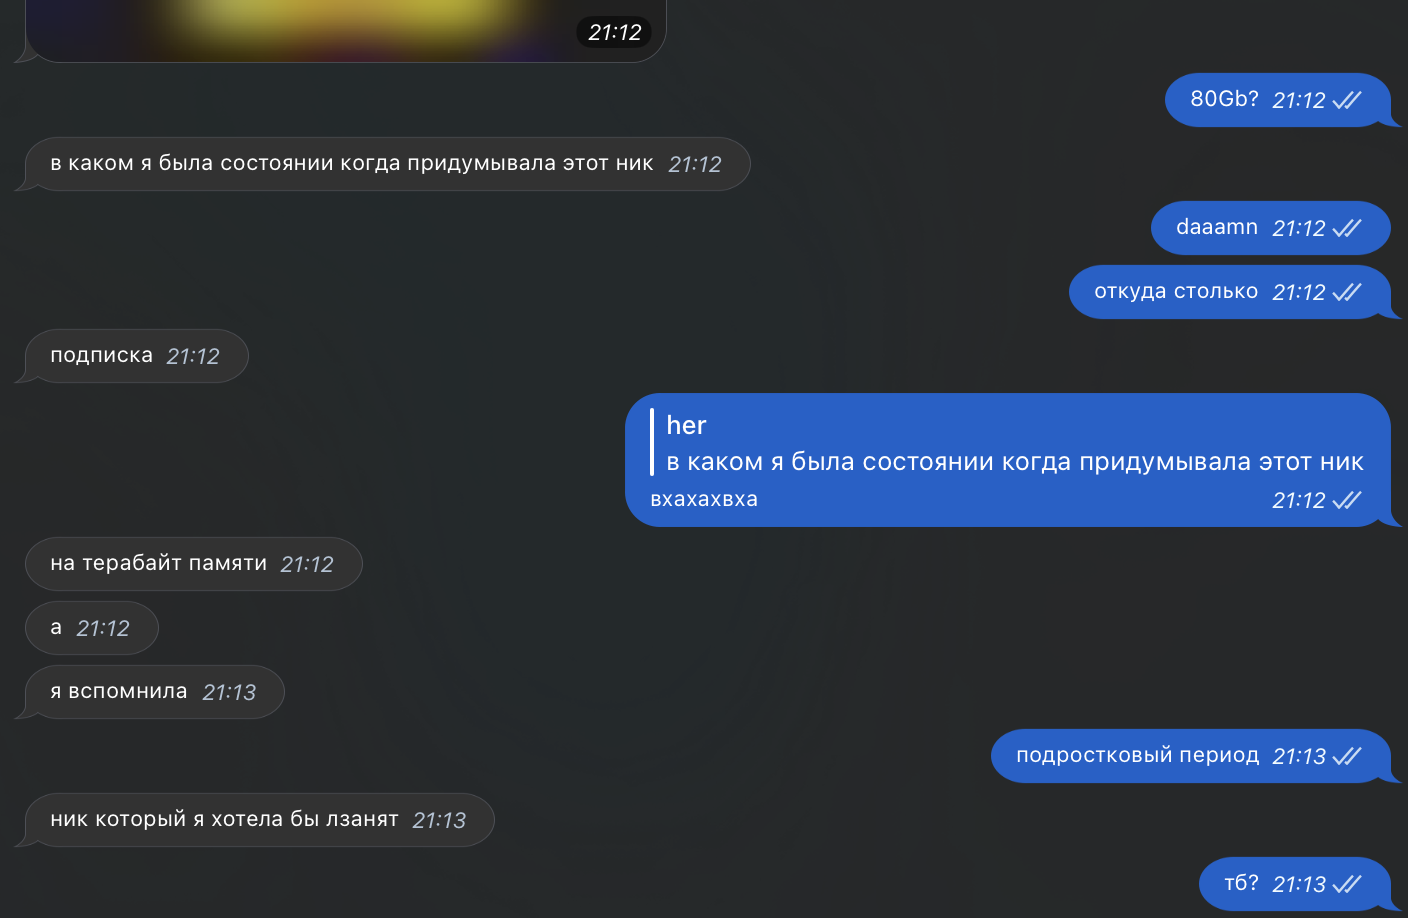 21:12
80Gb? 21:12
в каком я была состоянии когда придумывала этот ник 21:12
daaamn 21:12
откуда столько 21:12
подписка 21:12
her
в каком я была состоянии когда придумывала этот ник
вхахахвха 21:12
на терабайт памяти 21:12
а 21:12
я вспомнила 21:13
подростковый период 21:13
ник который я хотела бы лзанят 21:13
тб? 21:13